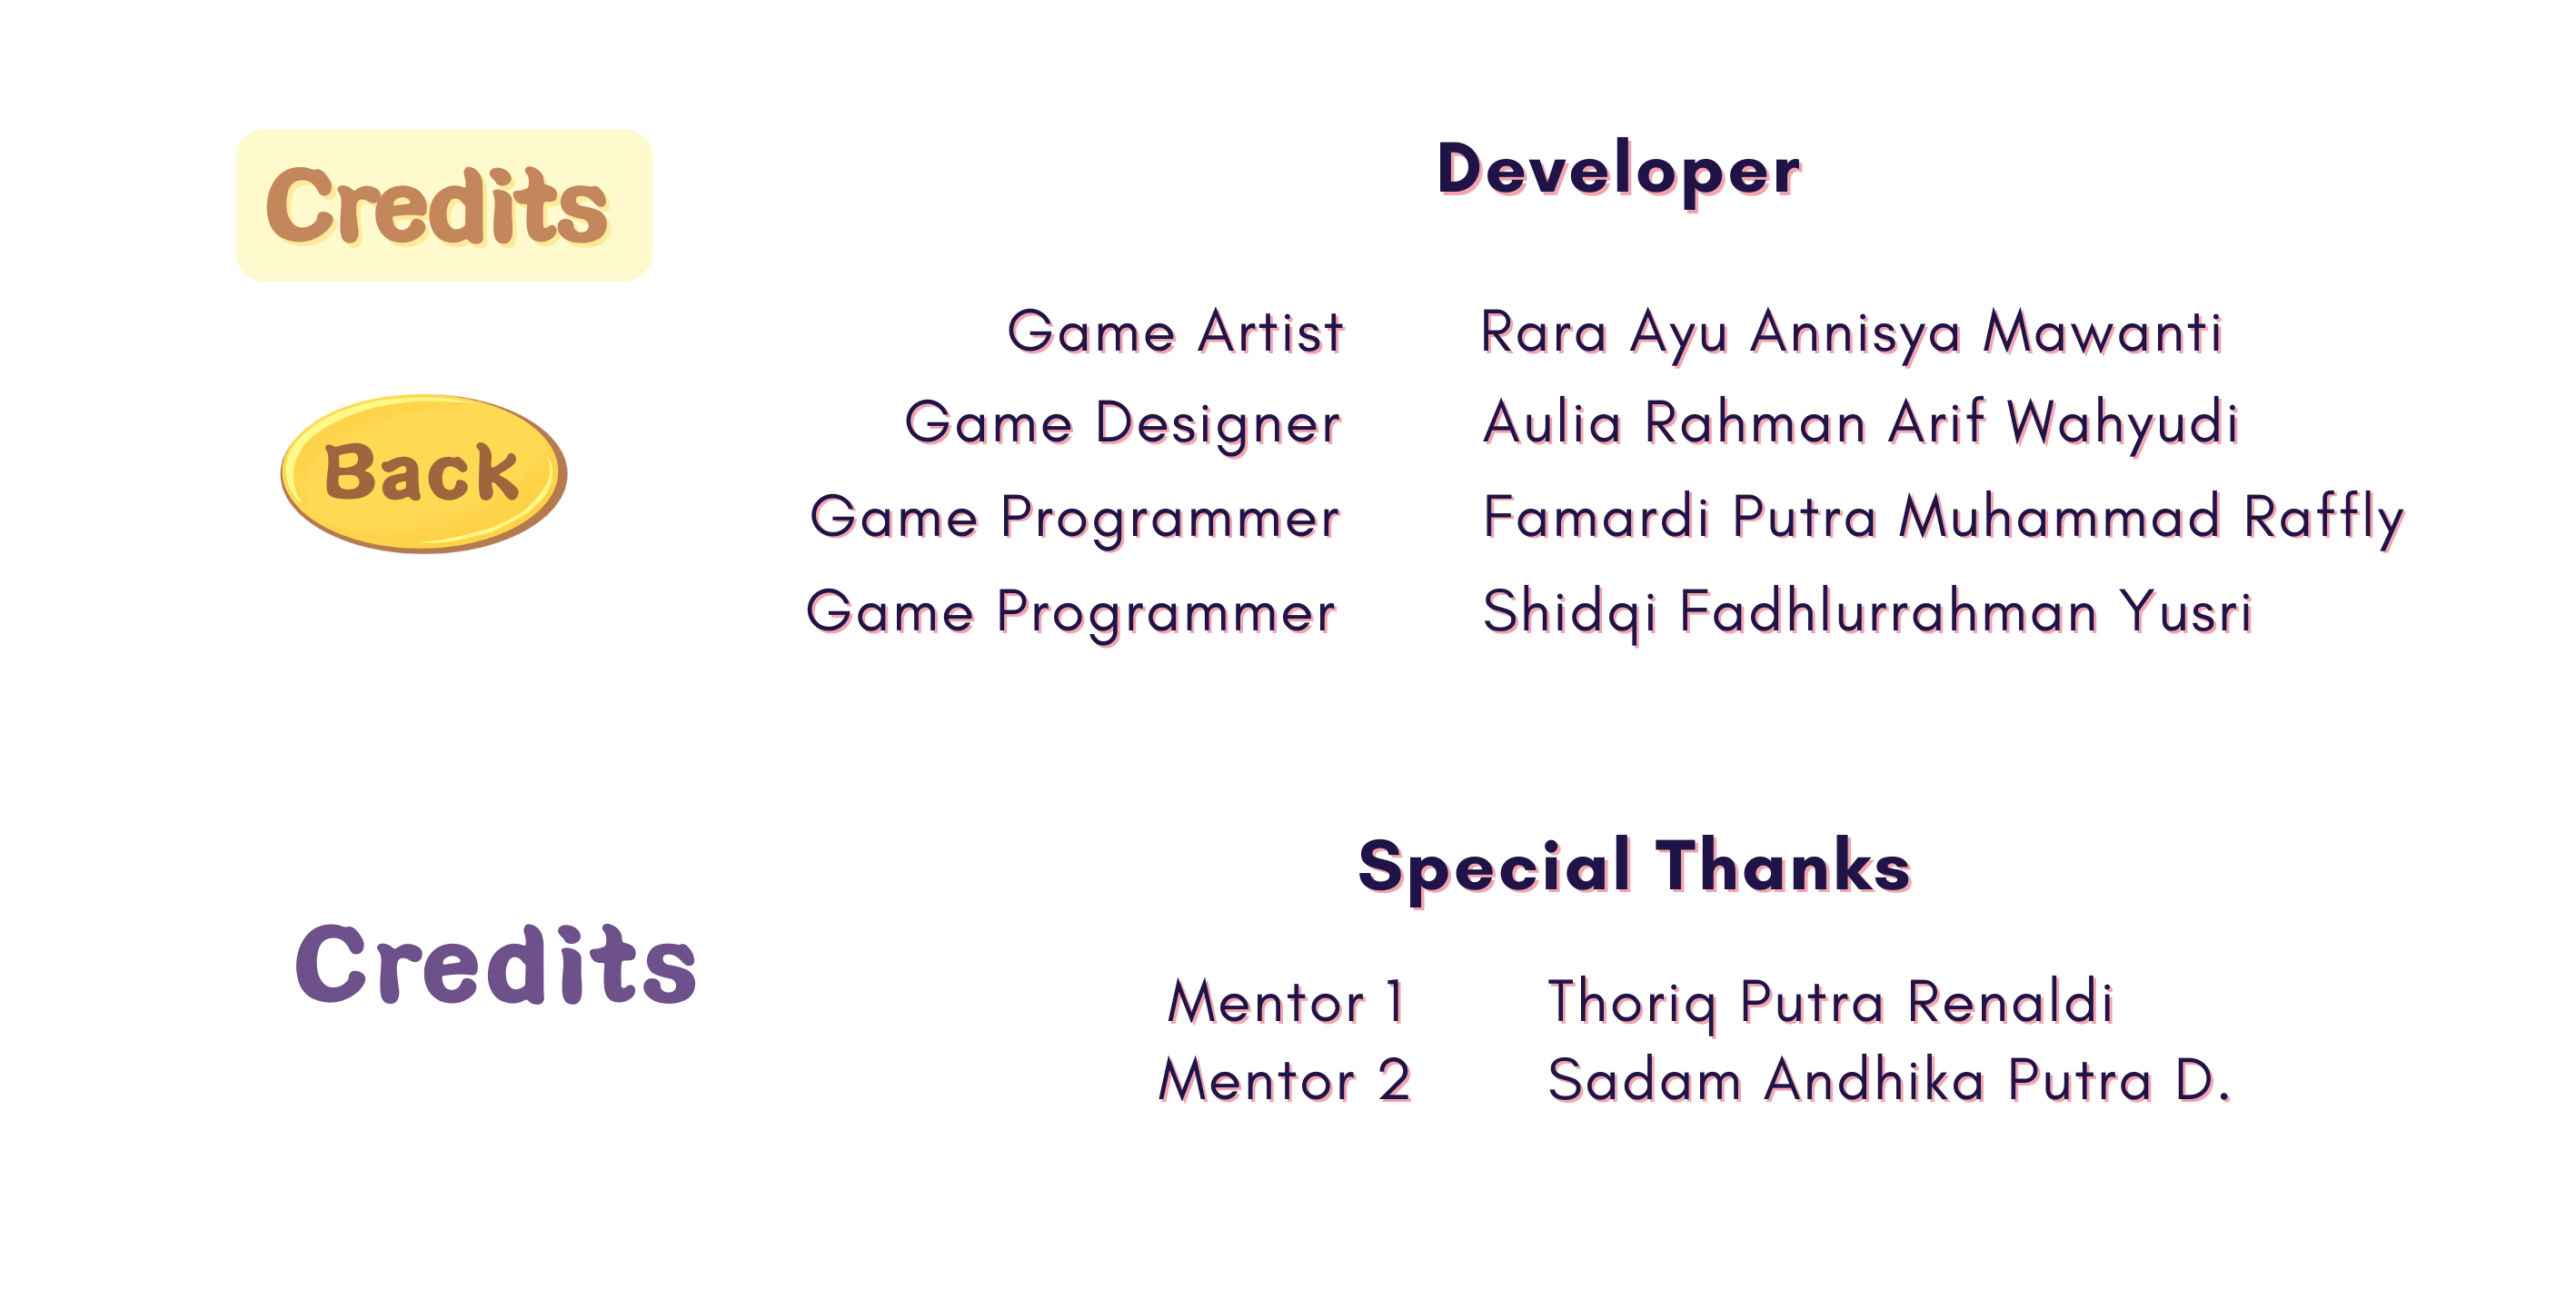 Credits
Back
Credits
Developer
Game Artist Rara Ayu Annisya Mawanti
Game Designer Aulia Rahman Arif Wahyudi
Game Programmer Famardi Putra Muhammad Raffly
Game Programmer Shidqi Fadhlurrahman Yusri
Special Thanks
Mentor 1 Thoriq Putra Renaldi
Mentor 2 Sadam Andhika Putra D.